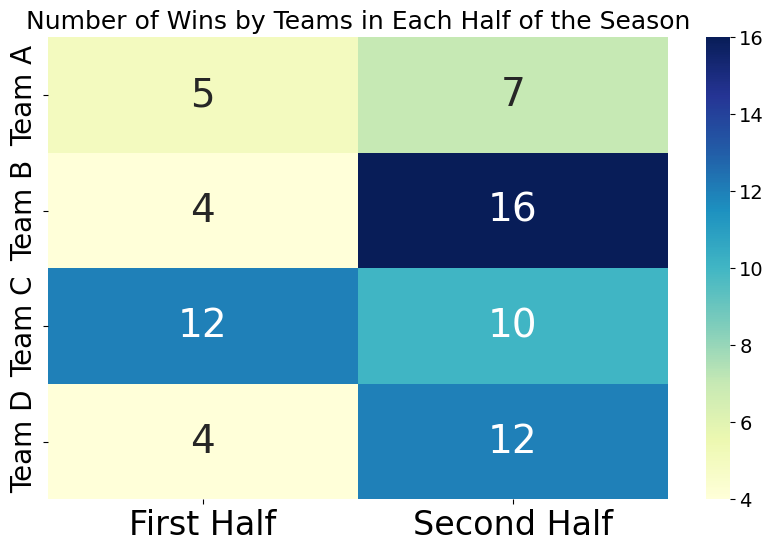 Number of Wins by Teams in Each Half of the Season
Team A
5
7
Team B
4
16
Team C
12
10
Team D
4
12
First Half
Second Half
16
14
12
10
8
6
4